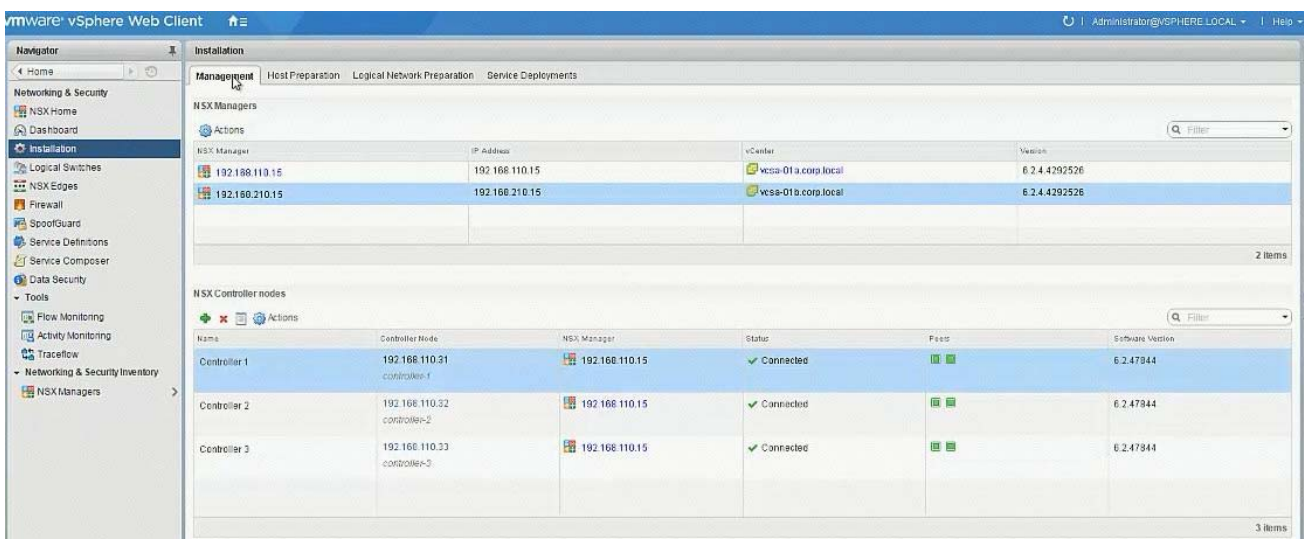 vmware® vSphere Web Client
Administrator@VSPHERE.LOCAL
Help
Navigator
Home
Networking & Security
NSX Home
Dashboard
Installation
Logical Switches
NSX Edges
Firewall
SpoofGuard
Service Definitions
Service Composer
Data Security
Tools
Flow Monitoring
Activity Monitoring
Traceflow
Networking & Security Inventory
NSX Managers
Installation
Management Host Preparation Logical Network Preparation Service Deployments
NSX Managers
Actions
Filter
NSX Manager IP Address vCenter Version
192.168.110.15 192.168.110.15 vcsa-01a.corp.local 6.2.4.4292526
192.168.210.15 192.168.210.15 vcsa-01b.corp.local 6.2.4.4292526
2 items
NSX Controller nodes
Actions
Filter
Name Controller Node NSX Manager Status Peers Software Version
Controller 1 192.168.110.31 192.168.110.15 Connected 6.2.47844
controller-1
Controller 2 192.168.110.32 192.168.110.15 Connected 6.2.47844
controller-2
Controller 3 192.168.110.33 192.168.110.15 Connected 6.2.47844
controller-3
3 items